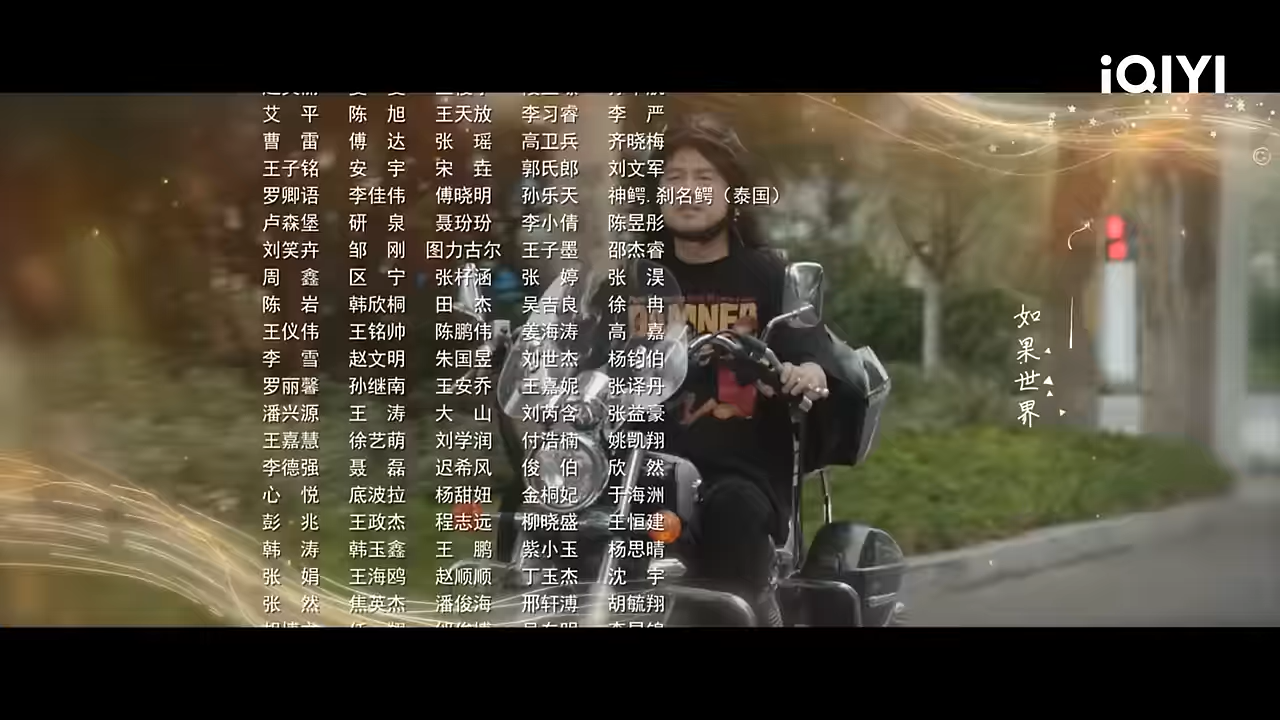 iQIYI
艾 平 陈 旭 王天放 李习睿 李 严
曹 雷 傅 达 张 瑶 高卫兵 齐晓梅
王子铭 安 宇 宋 垚 郭氏郎 刘文军
罗卿语 李佳伟 傅晓明 孙乐天 神鳄.刹名鳄（泰国）
卢森堡 研 泉 聂玢玢 李小倩 陈昱彤
刘笑卉 邹 刚 图力古尔 王子墨 邵杰睿
周 鑫 区 宁 张梓涵 张 婷 张 淏
陈 岩 韩欣桐 田 杰 吴吉良 徐 冉
王仪伟 王铭帅 陈鹏伟 姜海涛 高 嘉
李 雪 赵文明 朱国昱 刘世杰 杨钧伯
罗丽馨 孙继南 王安乔 王嘉妮 张译丹
潘兴源 王 涛 大 山 刘芮含 张益豪
王嘉慧 徐艺萌 刘学润 付浩楠 姚凯翔
李德强 聂 磊 迟希风 俊 伯 欣 然
心 悦 底波拉 杨甜妞 金桐妃 于海洲
彭 兆 王政杰 程志远 柳晓盛 王恒建
韩 涛 韩玉鑫 王 鹏 紫小玉 杨思晴
张 娟 王海鸥 赵顺顺 丁玉杰 沈 宇
张 然 焦英杰 潘俊海 邢轩溥 胡毓翔
如果世界